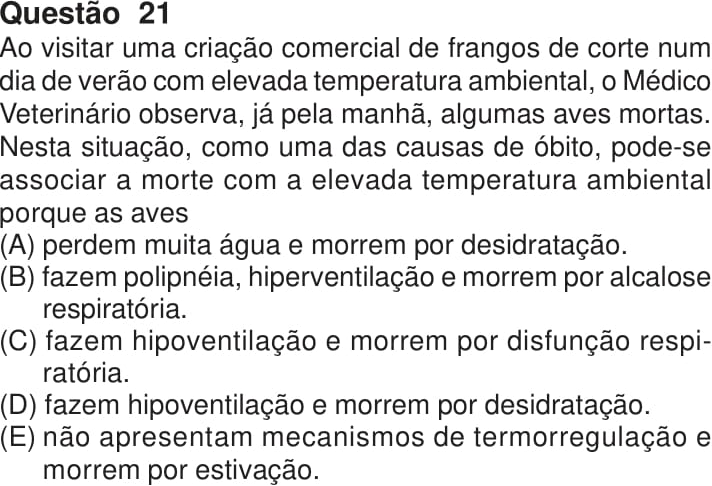 Questão 21
Ao visitar uma criação comercial de frangos de corte num
dia de verão com elevada temperatura ambiental, o Médico
Veterinário observa, já pela manhã, algumas aves mortas.
Nesta situação, como uma das causas de óbito, pode-se
associar a morte com a elevada temperatura ambiental
porque as aves
(A) perdem muita água e morrem por desidratação.
(B) fazem polipnéia, hiperventilação e morrem por alcalose
respiratória.
(C) fazem hipoventilação e morrem por disfunção respi-
ratória.
(D) fazem hipoventilação e morrem por desidratação.
(E) não apresentam mecanismos de termorregulação e
morrem por estivação.